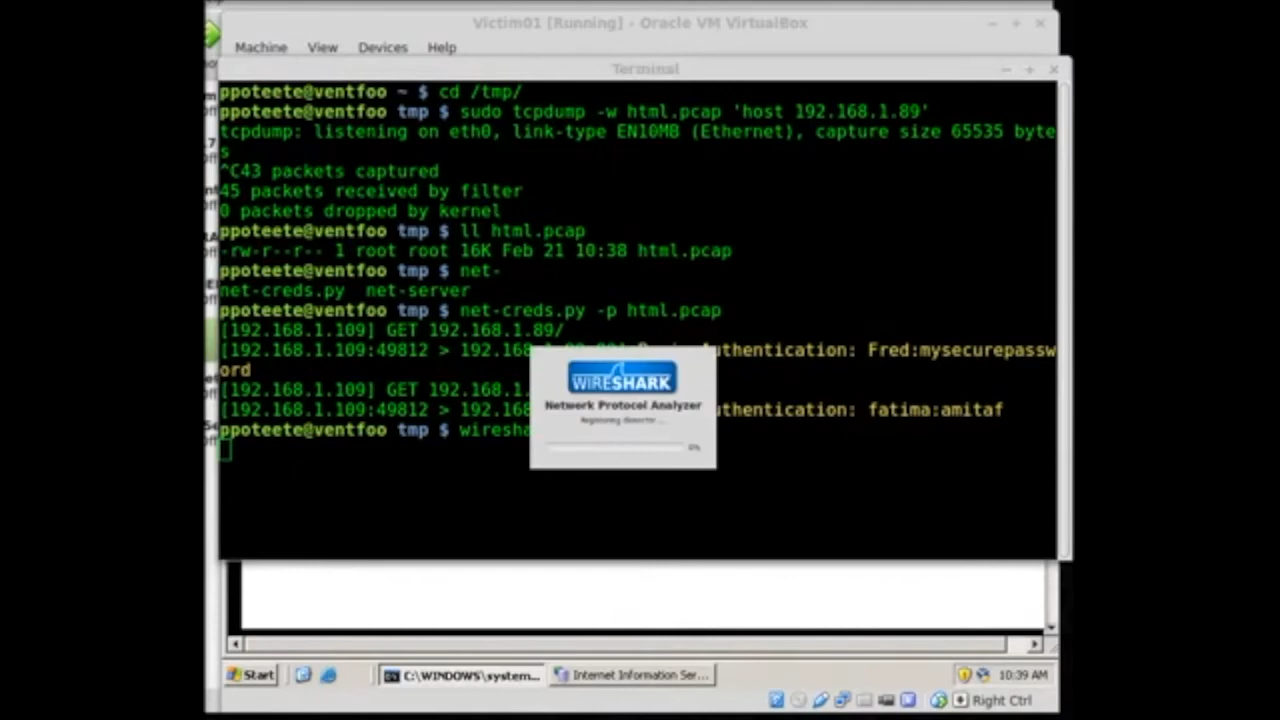 Victim01 [Running] - Oracle VM VirtualBox
Machine View Devices Help
Terminal
ppoteete@ventfoo ~ $ cd /tmp/
ppoteete@ventfoo tmp $ sudo tcpdump -w html.pcap 'host 192.168.1.89'
tcpdump: listening on eth0, link-type EN10MB (Ethernet), capture size 65535 byte
s
^C43 packets captured
45 packets received by filter
0 packets dropped by kernel
ppoteete@ventfoo tmp $ ll html.pcap
-rw-r--r-- 1 root root 16K Feb 21 10:38 html.pcap
ppoteete@ventfoo tmp $ net-
net-creds.py net-server
ppoteete@ventfoo tmp $ net-creds.py -p html.pcap
[192.168.1.109] GET 192.168.1.89/
[192.168.1.109:49812 > 192.168 uthentication: Fred:mysecurepassw
ord
[192.168.1.109] GET 192.168.1.
[192.168.1.109:49812 > 192.168 uthentication: fatima:amitaf
ppoteete@ventfoo tmp $ wiresha
WIRESHARK
Network Protocol Analyzer
0%
Start C:\WINDOWS\system... Internet Information Ser... 10:39 AM
Right Ctrl